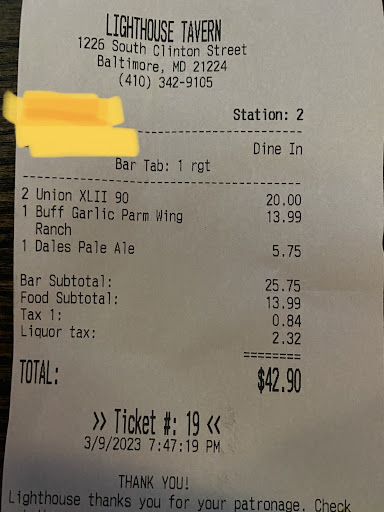 LIGHTHOUSE TAVERN
1226 South Clinton Street
Baltimore, MD 21224
(410) 342-9105
Station: 2
Dine In
Bar Tab: 1 rgt
2 Union XLII 90 20.00
1 Buff Garlic Parm Wing 13.99
Ranch
1 Dales Pale Ale 5.75
Bar Subtotal: 25.75
Food Subtotal: 13.99
Tax 1: 0.84
Liquor tax: 2.32
========
TOTAL: $42.90
>> Ticket #: 19 <<
3/9/2023 7:47:19 PM
THANK YOU!
Lighthouse thanks you for your patronage. Check